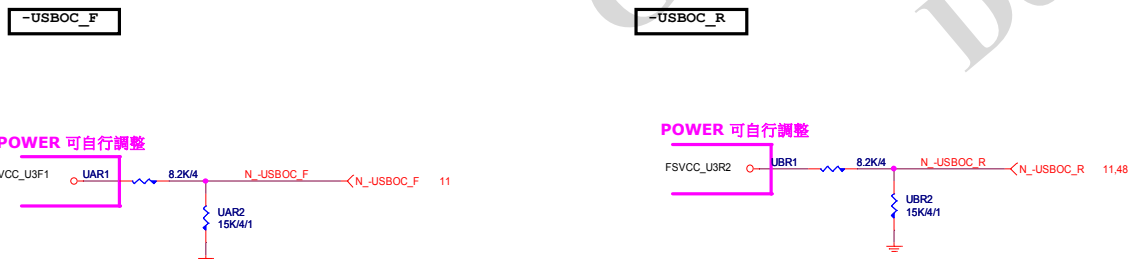 -USBOC_F
-USBOC_R
POWER 可自行調整
VCC_U3F1
UAR1
8.2K/4
N_-USBOC_F
N_-USBOC_F
11
UAR2
15K/4/1
POWER 可自行調整
FSVCC_U3R2
UBR1
8.2K/4
N_-USBOC_R
N_-USBOC_R
11,48
UBR2
15K/4/1